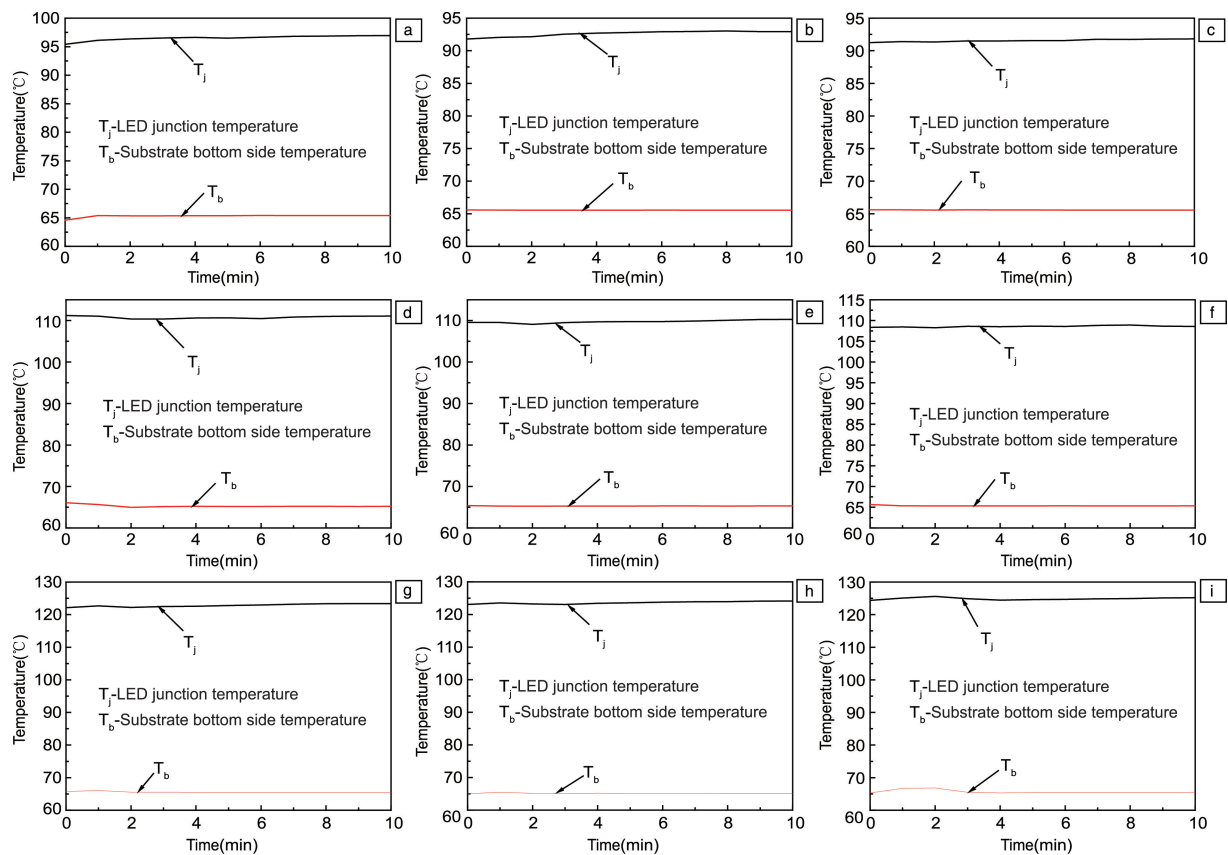 a
100
95
90
85
80
75
70
65
60
Temperature(℃)
Tj
Tj-LED junction temperature
Tb-Substrate bottom side temperature
Tb
0 2 4 6 8 10
Time(min)
b
95
90
85
80
75
70
65
60
Temperature(℃)
Tj
Tj-LED junction temperature
Tb-Substrate bottom side temperature
Tb
0 2 4 6 8 10
Time(min)
c
95
90
85
80
75
70
65
60
Temperature(℃)
Tj
Tj-LED junction temperature
Tb-Substrate bottom side temperature
Tb
0 2 4 6 8 10
Time(min)
d
110
100
90
80
70
60
Temperature(℃)
Tj
Tj-LED junction temperature
Tb-Substrate bottom side temperature
Tb
0 2 4 6 8 10
Time(min)
e
110
100
90
80
70
60
Temperature(℃)
Tj
Tj-LED junction temperature
Tb-Substrate bottom side temperature
Tb
0 2 4 6 8 10
Time(min)
f
115
110
105
100
95
90
85
80
75
70
65
60
Temperature(℃)
Tj
Tj-LED junction temperature
Tb-Substrate bottom side temperature
Tb
0 2 4 6 8 10
Time(min)
g
130
120
110
100
90
80
70
60
Temperature(℃)
Tj
Tj-LED junction temperature
Tb-Substrate bottom side temperature
Tb
0 2 4 6 8 10
Time(min)
h
130
120
110
100
90
80
70
60
Temperature(℃)
Tj
Tj-LED junction temperature
Tb-Substrate bottom side temperature
Tb
0 2 4 6 8 10
Time(min)
i
130
120
110
100
90
80
70
60
Temperature(℃)
Tj
Tj-LED junction temperature
Tb-Substrate bottom side temperature
Tb
0 2 4 6 8 10
Time(min)